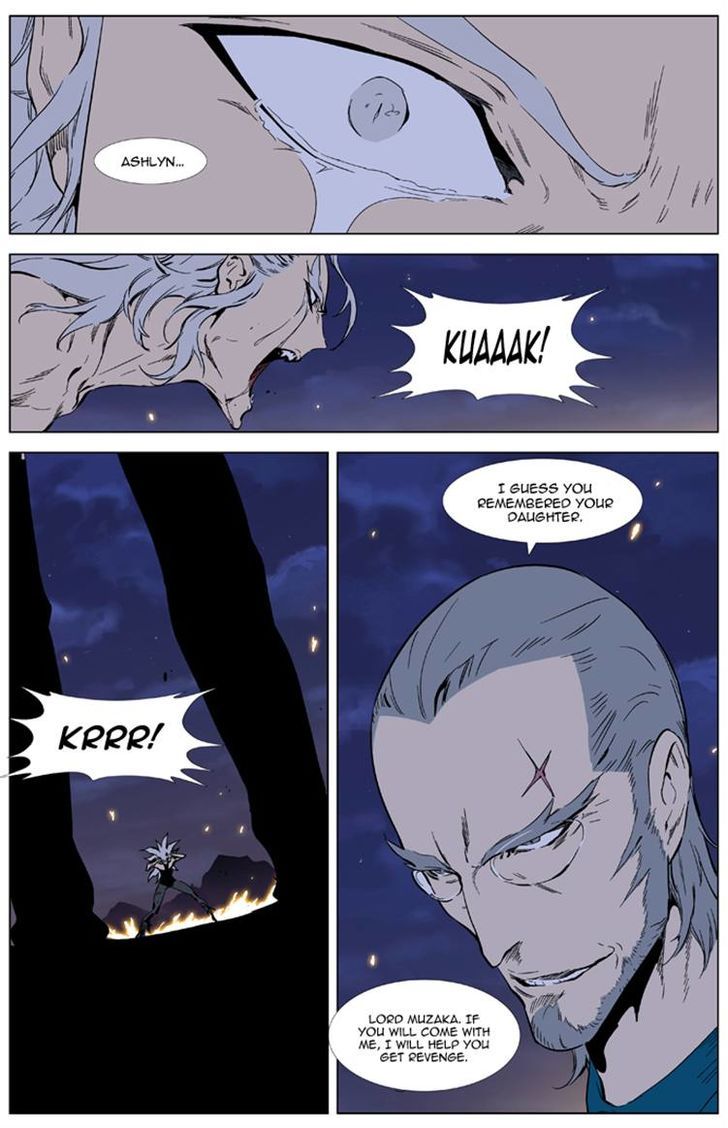 ASHLYN...
KUAAAK!
KRRR!
I GUESS YOU
REMEMBERED YOUR
DAUGHTER.
LORD MUZAKA. IF
YOU WILL COME WITH
ME, I WILL HELP YOU
GET REVENGE.